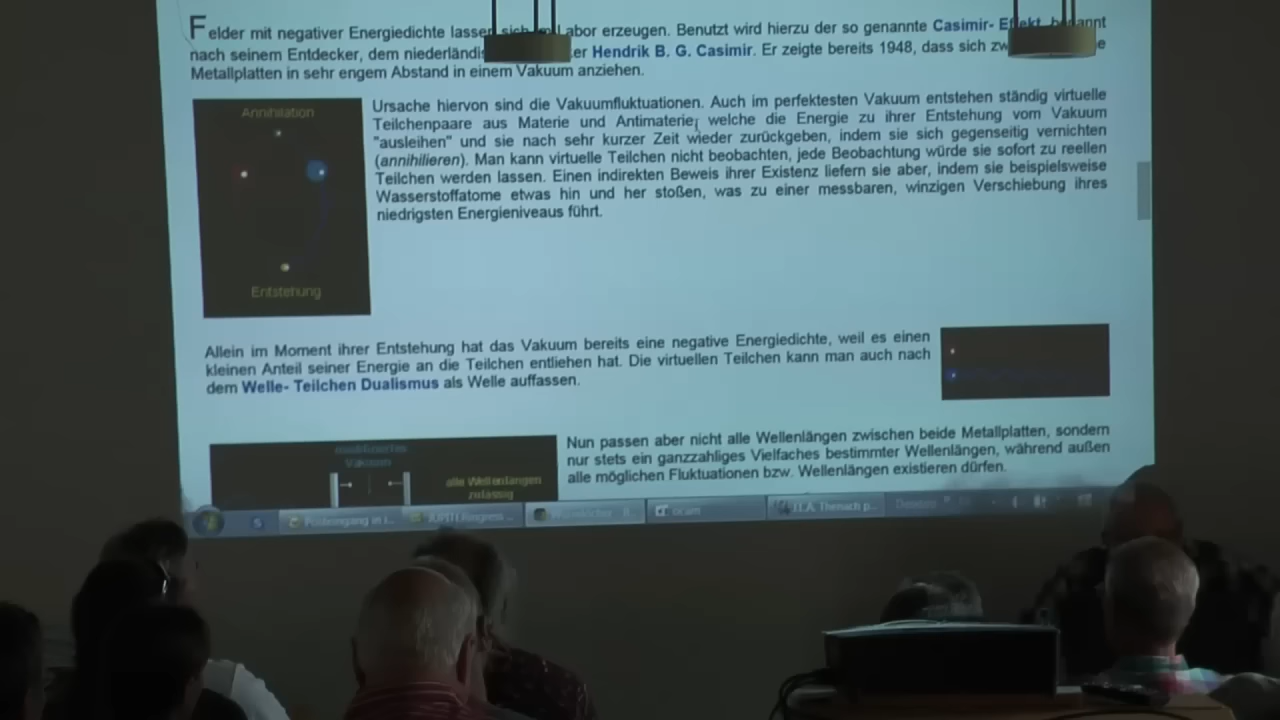 Felder mit negativer Energiedichte lassen sich im Labor erzeugen. Benutzt wird hierzu der so genannte Casimir- Effekt, benannt
nach seinem Entdecker, dem Hendrik B. G. Casimir. Er zeigte bereits 1948, dass sich
Metallplatten in sehr engem Abstand in einem Vakuum anziehen.
Annihilation
Entstehung
Ursache hiervon sind die Vakuumfluktuationen. Auch im perfektesten Vakuum entstehen ständig virtuelle
Teilchenpaare aus Materie und Antimaterie, welche die Energie zu ihrer Entstehung vom Vakuum
"ausleihen" und sie nach sehr kurzer Zeit wieder zurückgeben, indem sie sich gegenseitig vernichten
(annihilieren). Man kann virtuelle Teilchen nicht beobachten, jede Beobachtung würde sie sofort zu reellen
Teilchen werden lassen. Einen indirekten Beweis ihrer Existenz liefern sie aber, indem sie beispielsweise
Wasserstoffatome etwas hin und her stoßen, was zu einer messbaren, winzigen Verschiebung ihres
niedrigsten Energieniveaus führt.
Allein im Moment ihrer Entstehung hat das Vakuum bereits eine negative Energiedichte, weil es einen
kleinen Anteil seiner Energie an die Teilchen entliehen hat. Die virtuellen Teilchen kann man auch nach
dem Welle- Teilchen Dualismus als Welle auffassen.
Vakuum
alle Wellenlängen
zulässig
Nun passen aber nicht alle Wellenlängen zwischen beide Metallplatten, sondern
nur stets ein ganzzahliges Vielfaches bestimmter Wellenlängen, während außen
alle möglichen Fluktuationen bzw. Wellenlängen existieren dürfen.